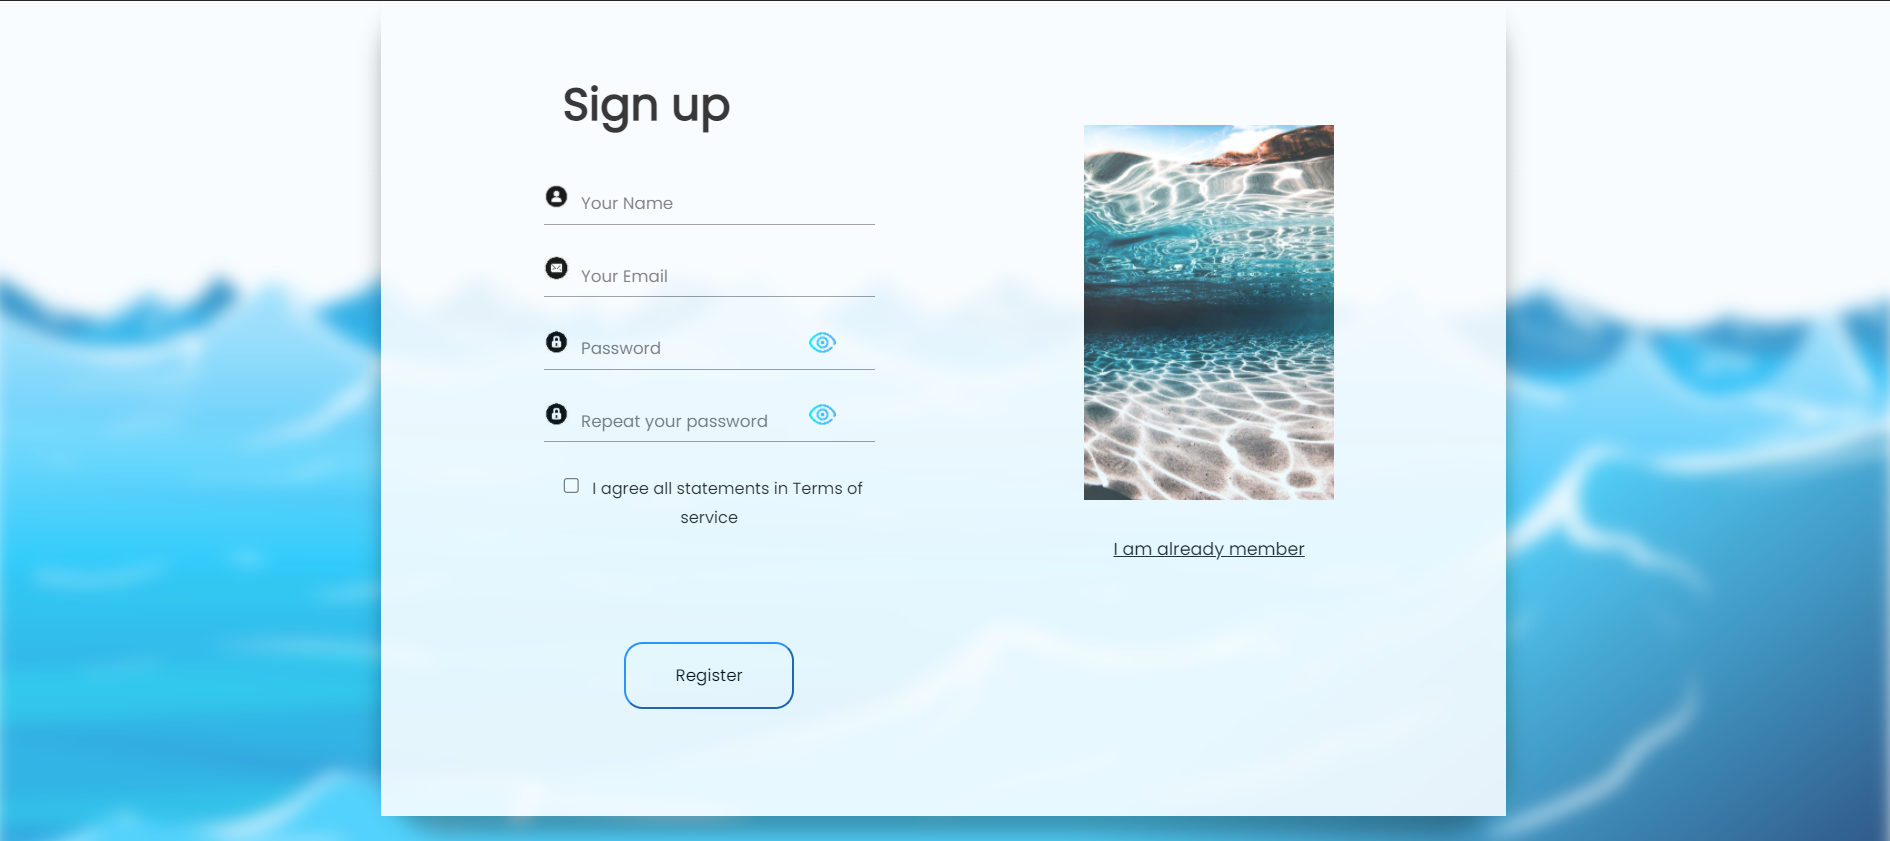 Sign up
Your Name
Your Email
Password
Repeat your password
I agree all statements in Terms of
service
I am already member
Register